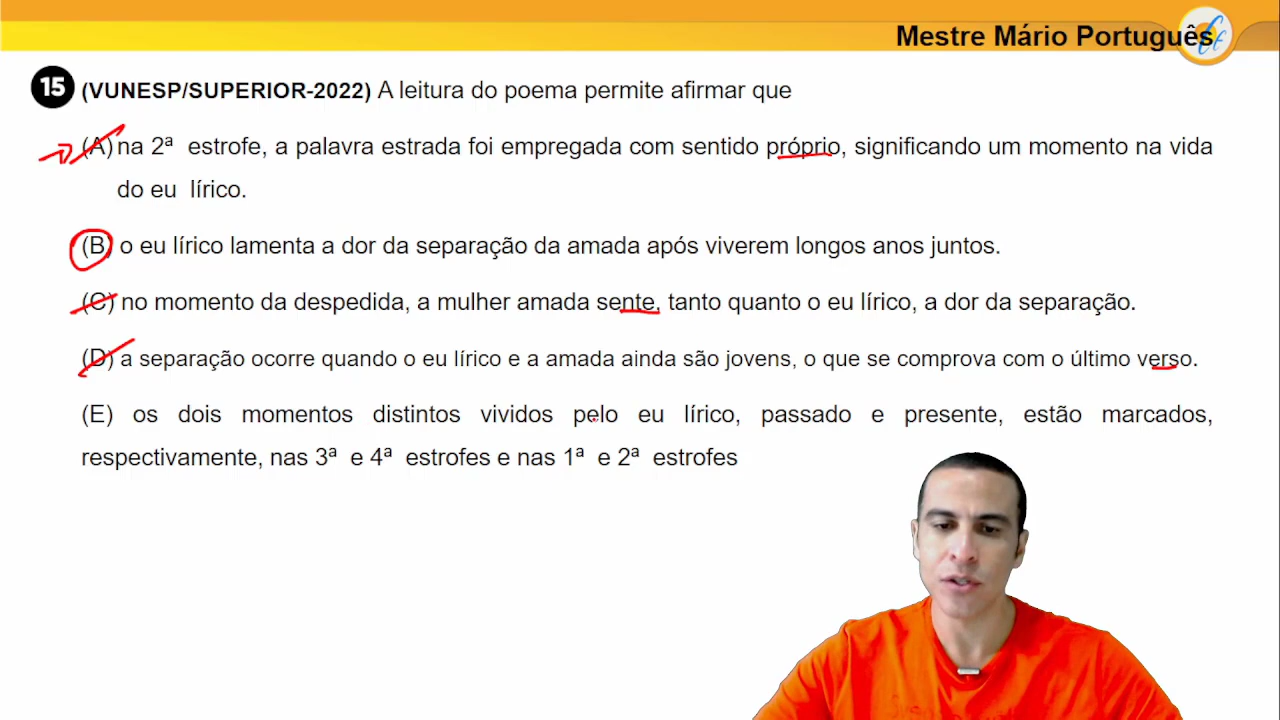 Mestre Mário Português
15 (VUNESP/SUPERIOR-2022) A leitura do poema permite afirmar que
(A) na 2ª estrofe, a palavra estrada foi empregada com sentido próprio, significando um momento na vida
do eu lírico.
(B) o eu lírico lamenta a dor da separação da amada após viverem longos anos juntos.
(C) no momento da despedida, a mulher amada sente, tanto quanto o eu lírico, a dor da separação.
(D) a separação ocorre quando o eu lírico e a amada ainda são jovens, o que se comprova com o último verso.
(E) os dois momentos distintos vividos pelo eu lírico, passado e presente, estão marcados,
respectivamente, nas 3ª e 4ª estrofes e nas 1ª e 2ª estrofes